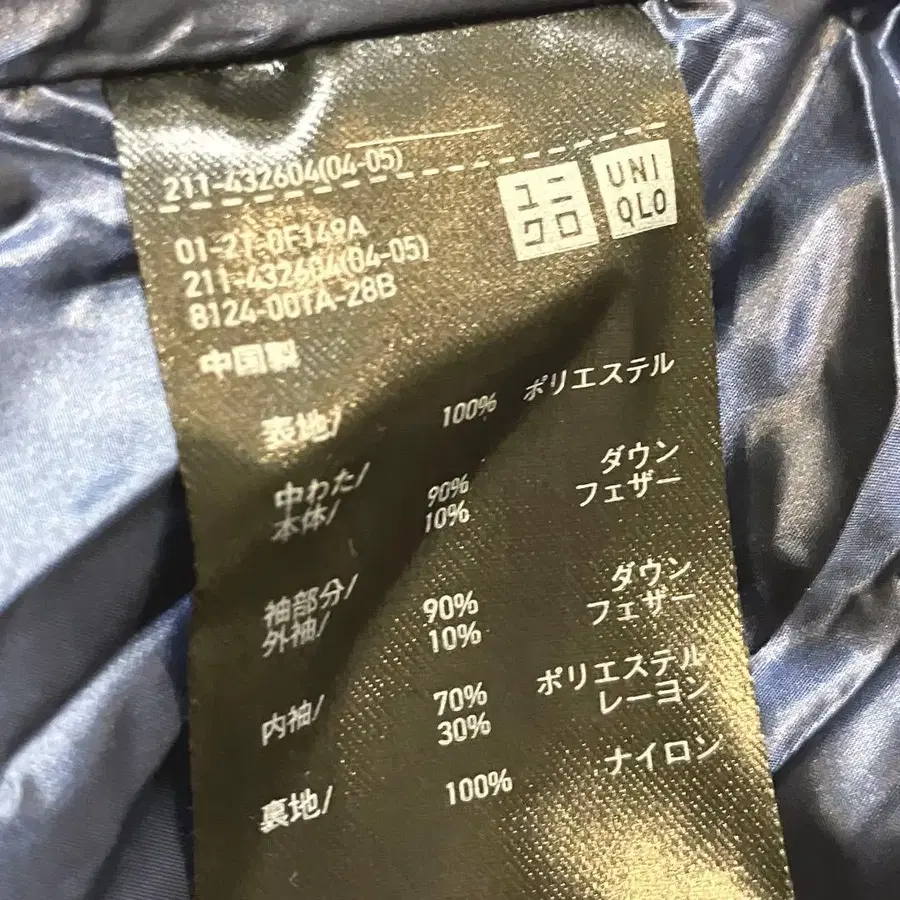 211-432604(04-05)
ユニクロ
UNIQLO
01-21-0F149A
211-432604(04-05)
8124-001A-28B
中国製
表地/ 100% ポリエステル
中わた/ ダウン
本体/ 90% フェザー
10%
袖部分/ ダウン
外袖/ 90% フェザー
10%
内袖/ 70% ポリエステル
30% レーヨン
裏地/ 100% ナイロン